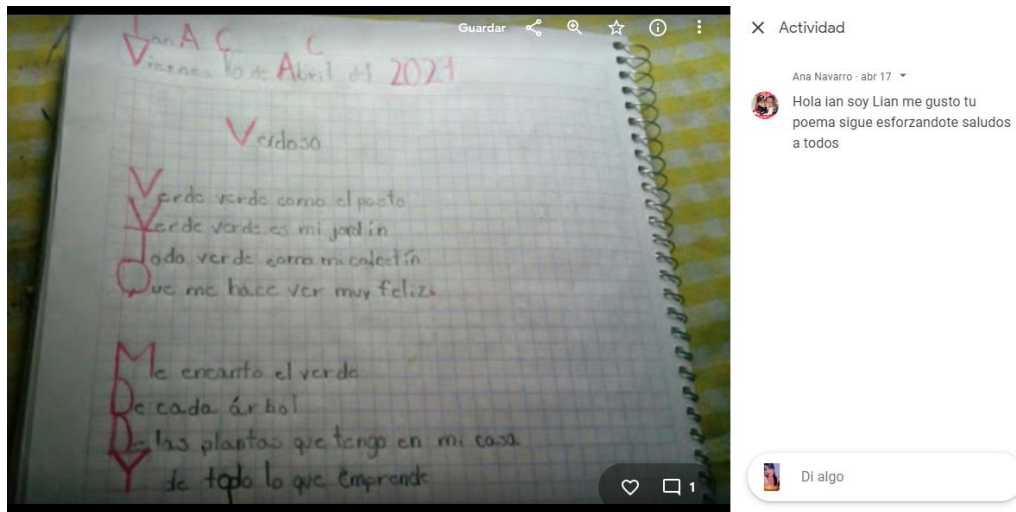 Guardar
Ian A C C
Viernes 16 de Abril del 2021
Verdoso
Verde verde como el pasto
Verde verde es mi jardin
Todo verde como mi calcetín
Que me hace ver muy feliz.
Me encanta el verde
De cada árbol
De las plantas que tengo en mi casa
Y de todo lo que emprende
1
Actividad
Ana Navarro · abr 17
Hola ian soy Lian me gusto tu
poema sigue esforzandote saludos
a todos
Di algo